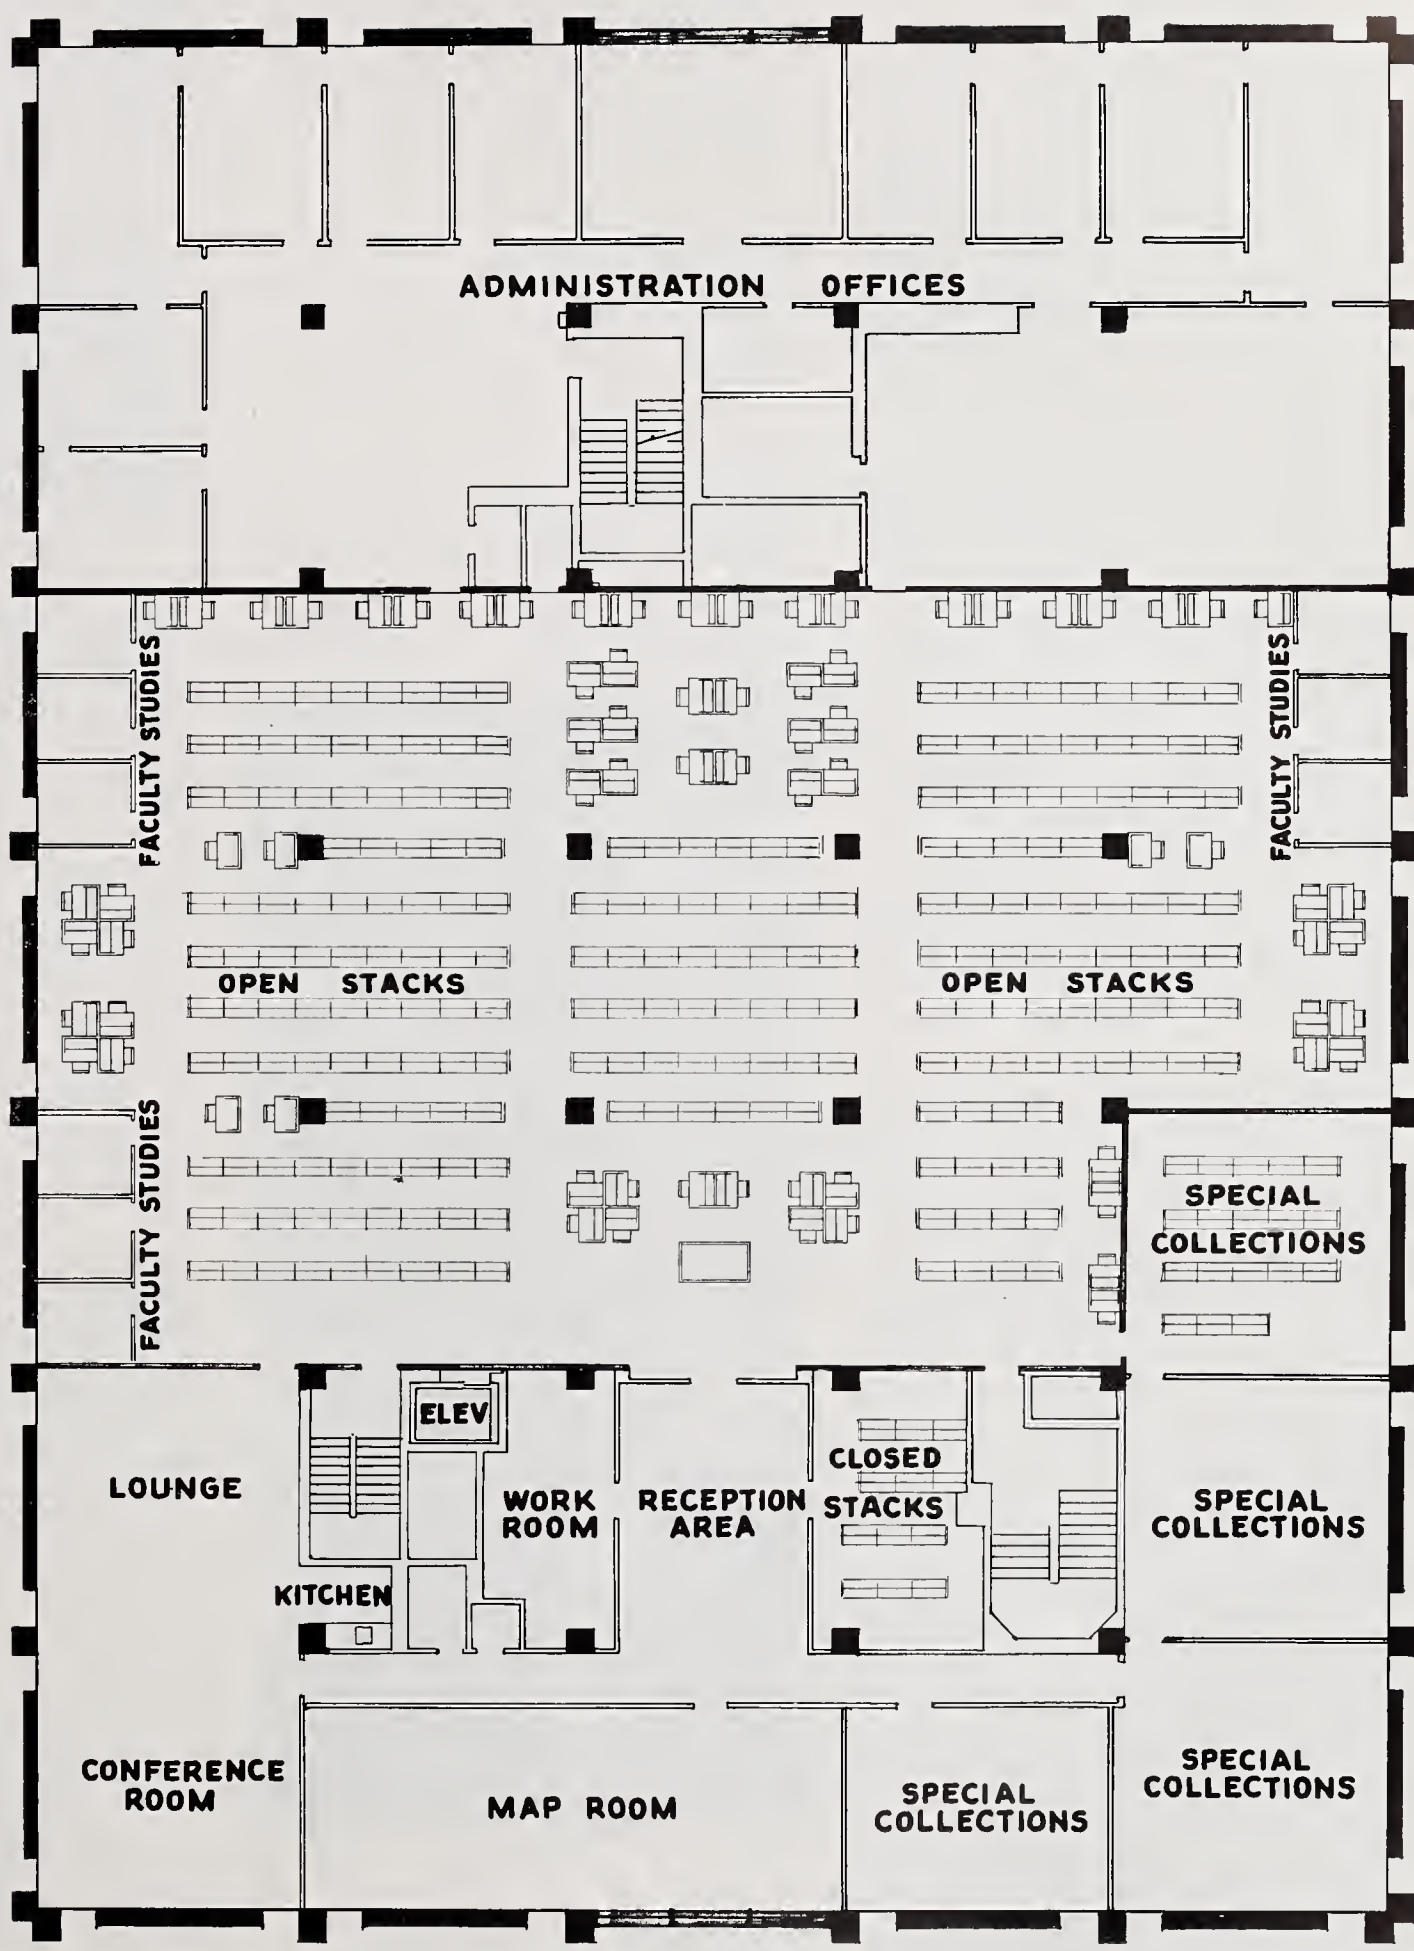 ADMINISTRATION OFFICES
FACULTY STUDIES
FACULTY STUDIES
OPEN STACKS
OPEN STACKS
FACULTY STUDIES
SPECIAL
COLLECTIONS
ELEV
LOUNGE
WORK
ROOM
RECEPTION
AREA
CLOSED
STACKS
SPECIAL
COLLECTIONS
KITCHEN
CONFERENCE
ROOM
MAP ROOM
SPECIAL
COLLECTIONS
SPECIAL
COLLECTIONS